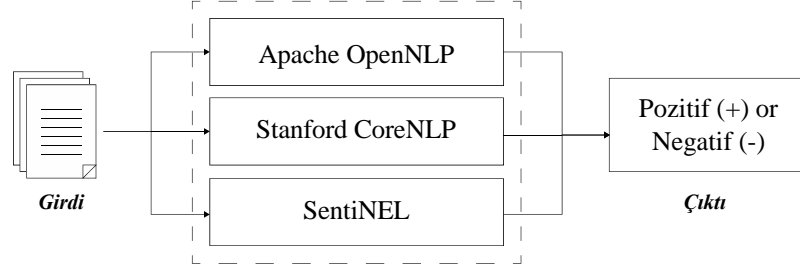 Apache OpenNLP
Stanford CoreNLP
SentiNEL
Pozitif (+) or
Negatif (-)
Girdi
Çıktı